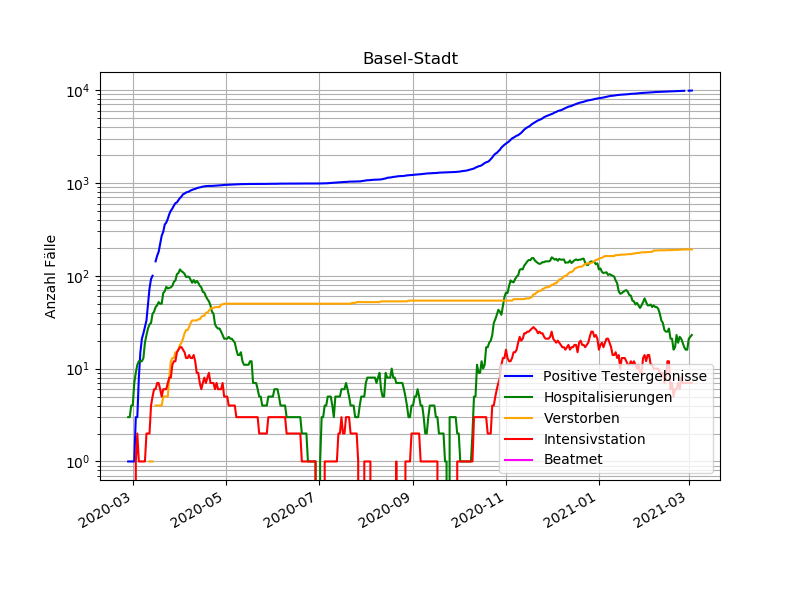 Basel-Stadt
Anzahl Fälle
10⁴
10³
10²
10¹
10⁰
2020-03
2020-05
2020-07
2020-09
2020-11
2021-01
2021-03
Positive Testergebnisse
Hospitalisierungen
Verstorben
Intensivstation
Beatmet